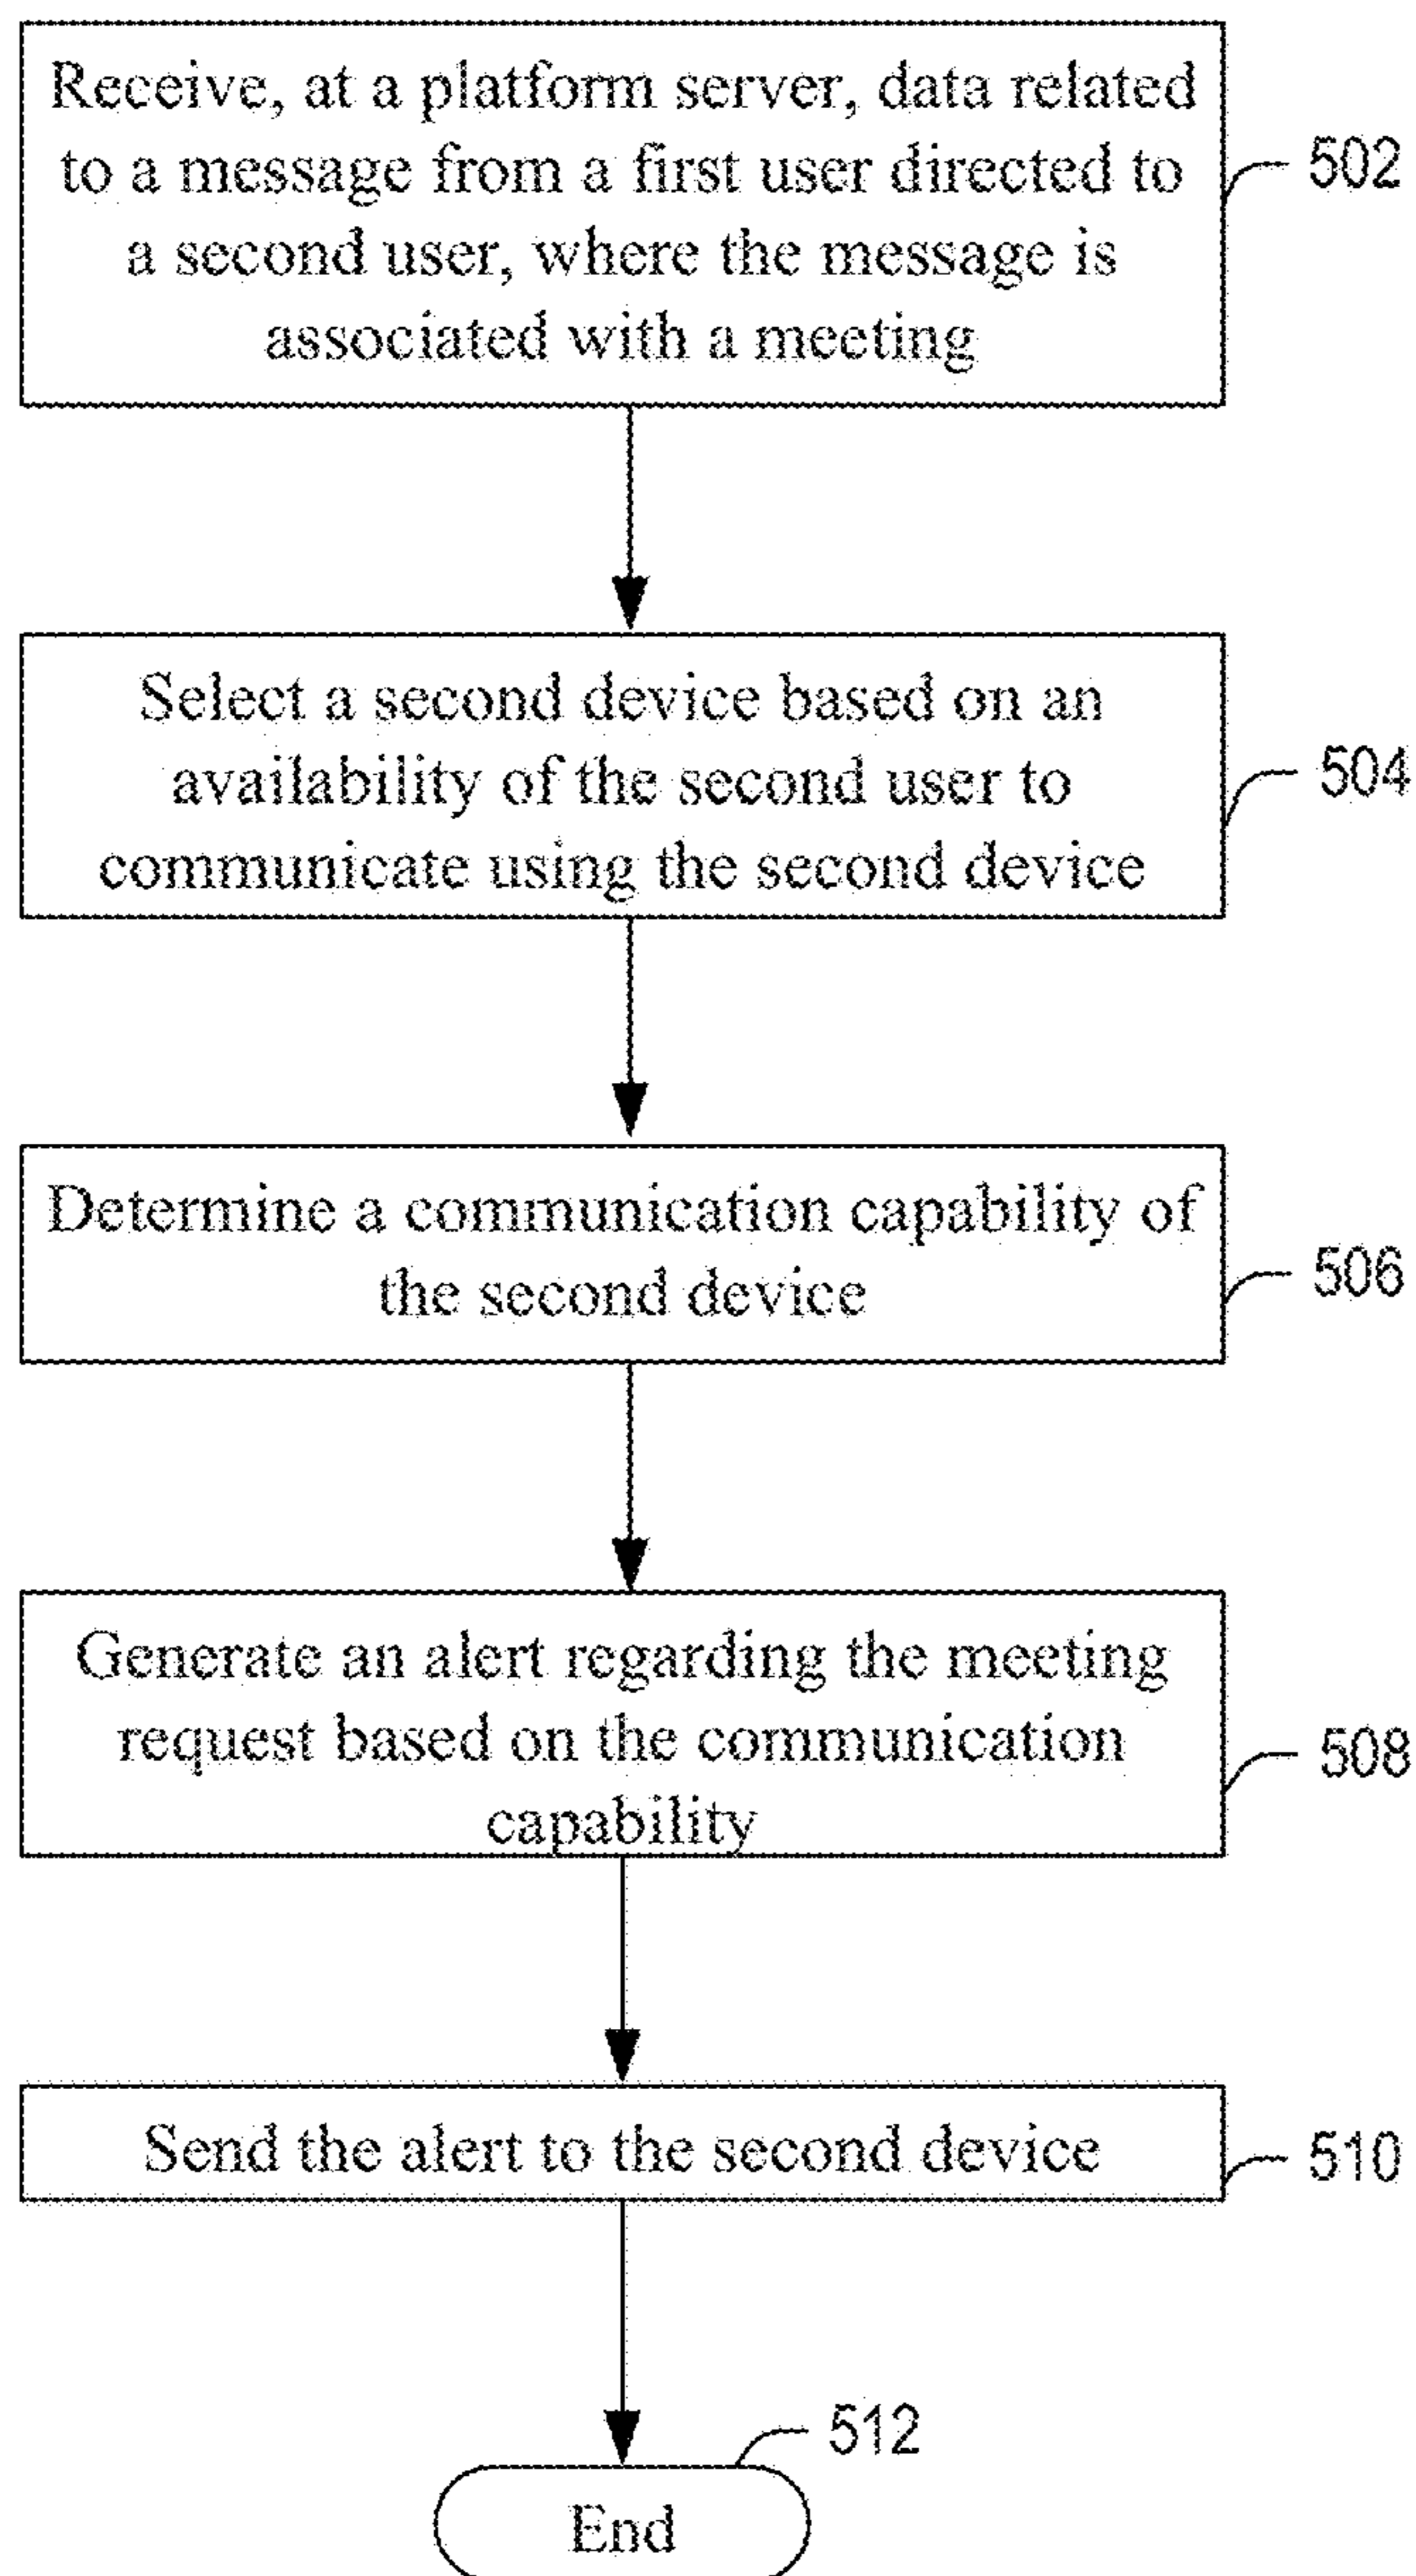 Receive, at a platform server, data related
to a message from a first user directed to
a second user, where the message is
associated with a meeting
502
Select a second device based on an
availability of the second user to
communicate using the second device
504
Determine a communication capability of
the second device
506
Generate an alert regarding the meeting
request based on the communication
capability
508
Send the alert to the second device
510
512
End